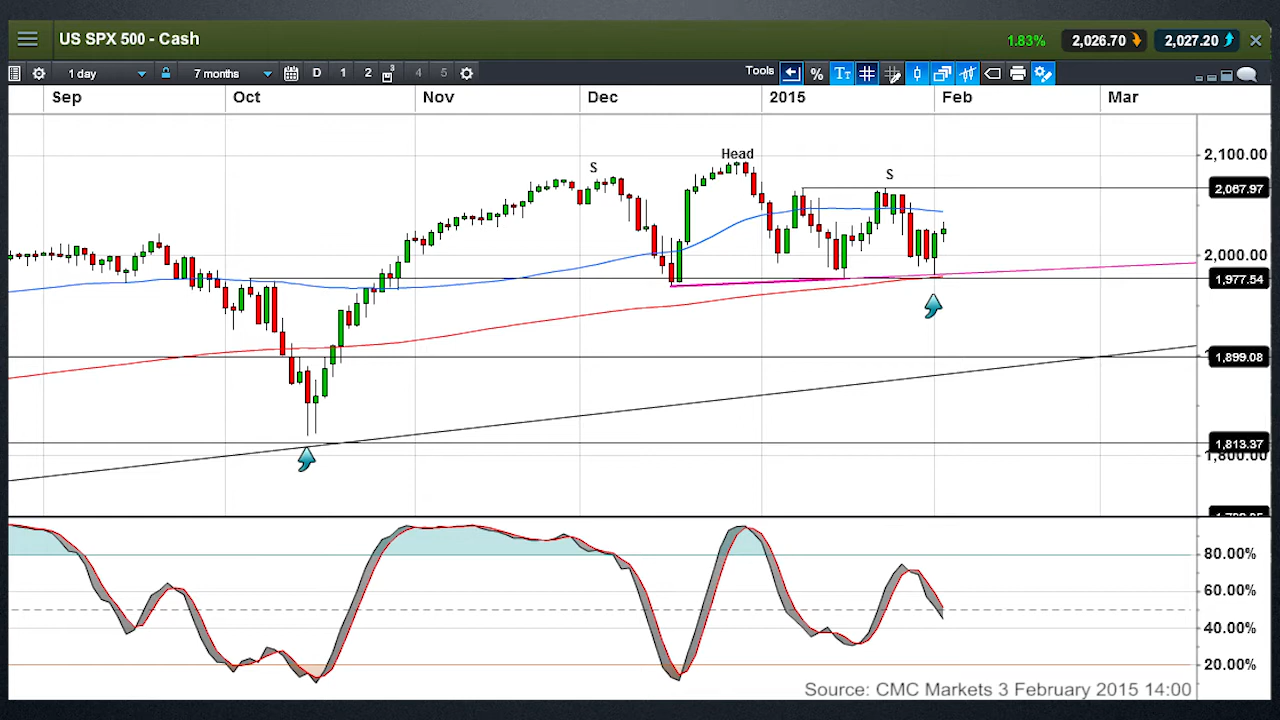 US SPX 500 - Cash
1.83% 2,026.70 2,027.20
1 day 7 months D 1 2 3 4 5 Tools % TT
Sep Oct Nov Dec 2015 Feb Mar
Head
S
S
2,100.00
2,067.97
2,000.00
1,977.54
1,899.08
1,813.37
1,800.00
80.00%
60.00%
40.00%
20.00%
Source: CMC Markets 3 February 2015 14:00